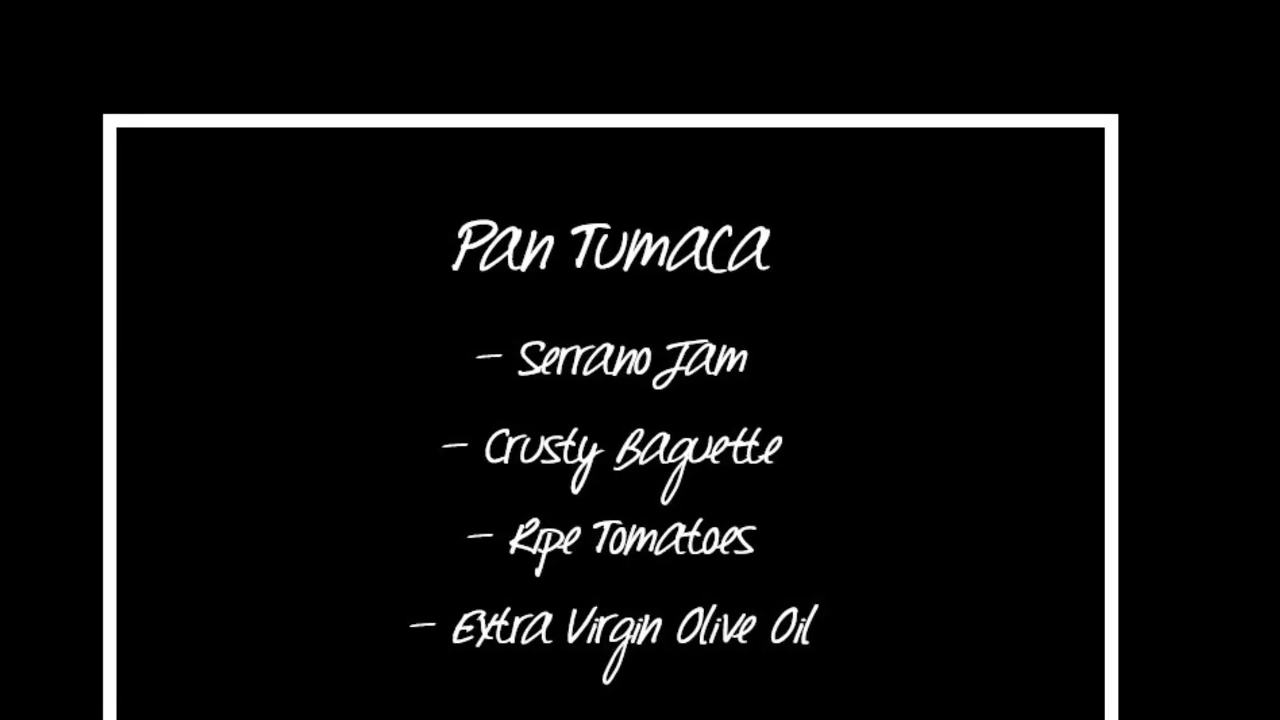 Pan Tumaca
- Serrano Jam
- Crusty Baguette
- Ripe Tomatoes
- Extra Virgin Olive Oil